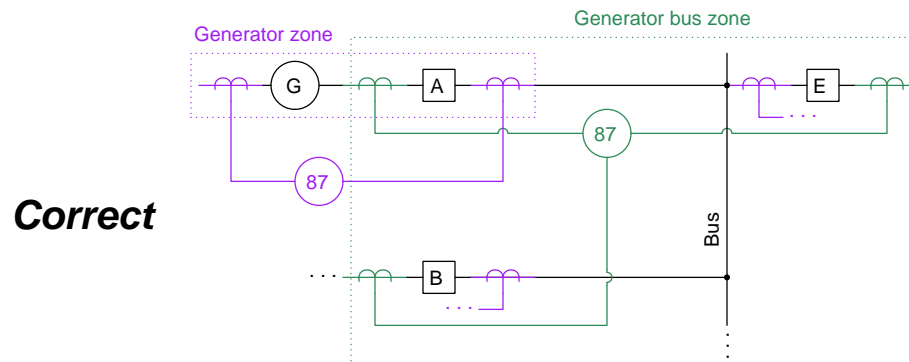 Generator bus zone
Generator zone
G
A
E
. . .
87
87
Correct
Bus
. . .
B
. . .
. . .